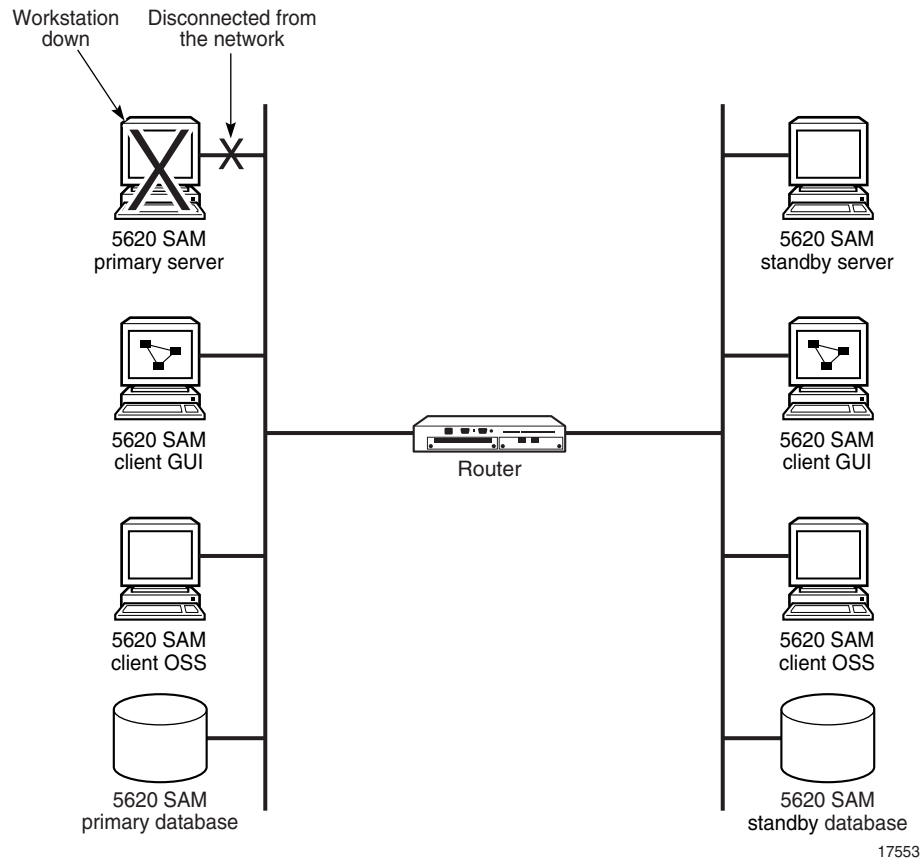 Workstation
down
Disconnected from
the network
5620 SAM
primary server
5620 SAM
standby server
5620 SAM
client GUI
5620 SAM
client GUI
Router
5620 SAM
client OSS
5620 SAM
client OSS
5620 SAM
primary database
5620 SAM
standby database
17553